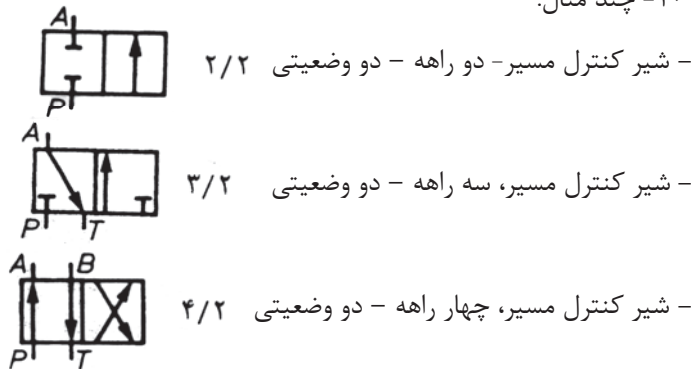 ۱۰- چند مثال:
A
– شیر کنترل مسیر- دو راهه – دو وضعیتی ۲/۲
P
A
– شیر کنترل مسیر، سه راهه – دو وضعیتی ۳/۲
P T
A B
– شیر کنترل مسیر، چهار راهه – دو وضعیتی ۴/۲
P T